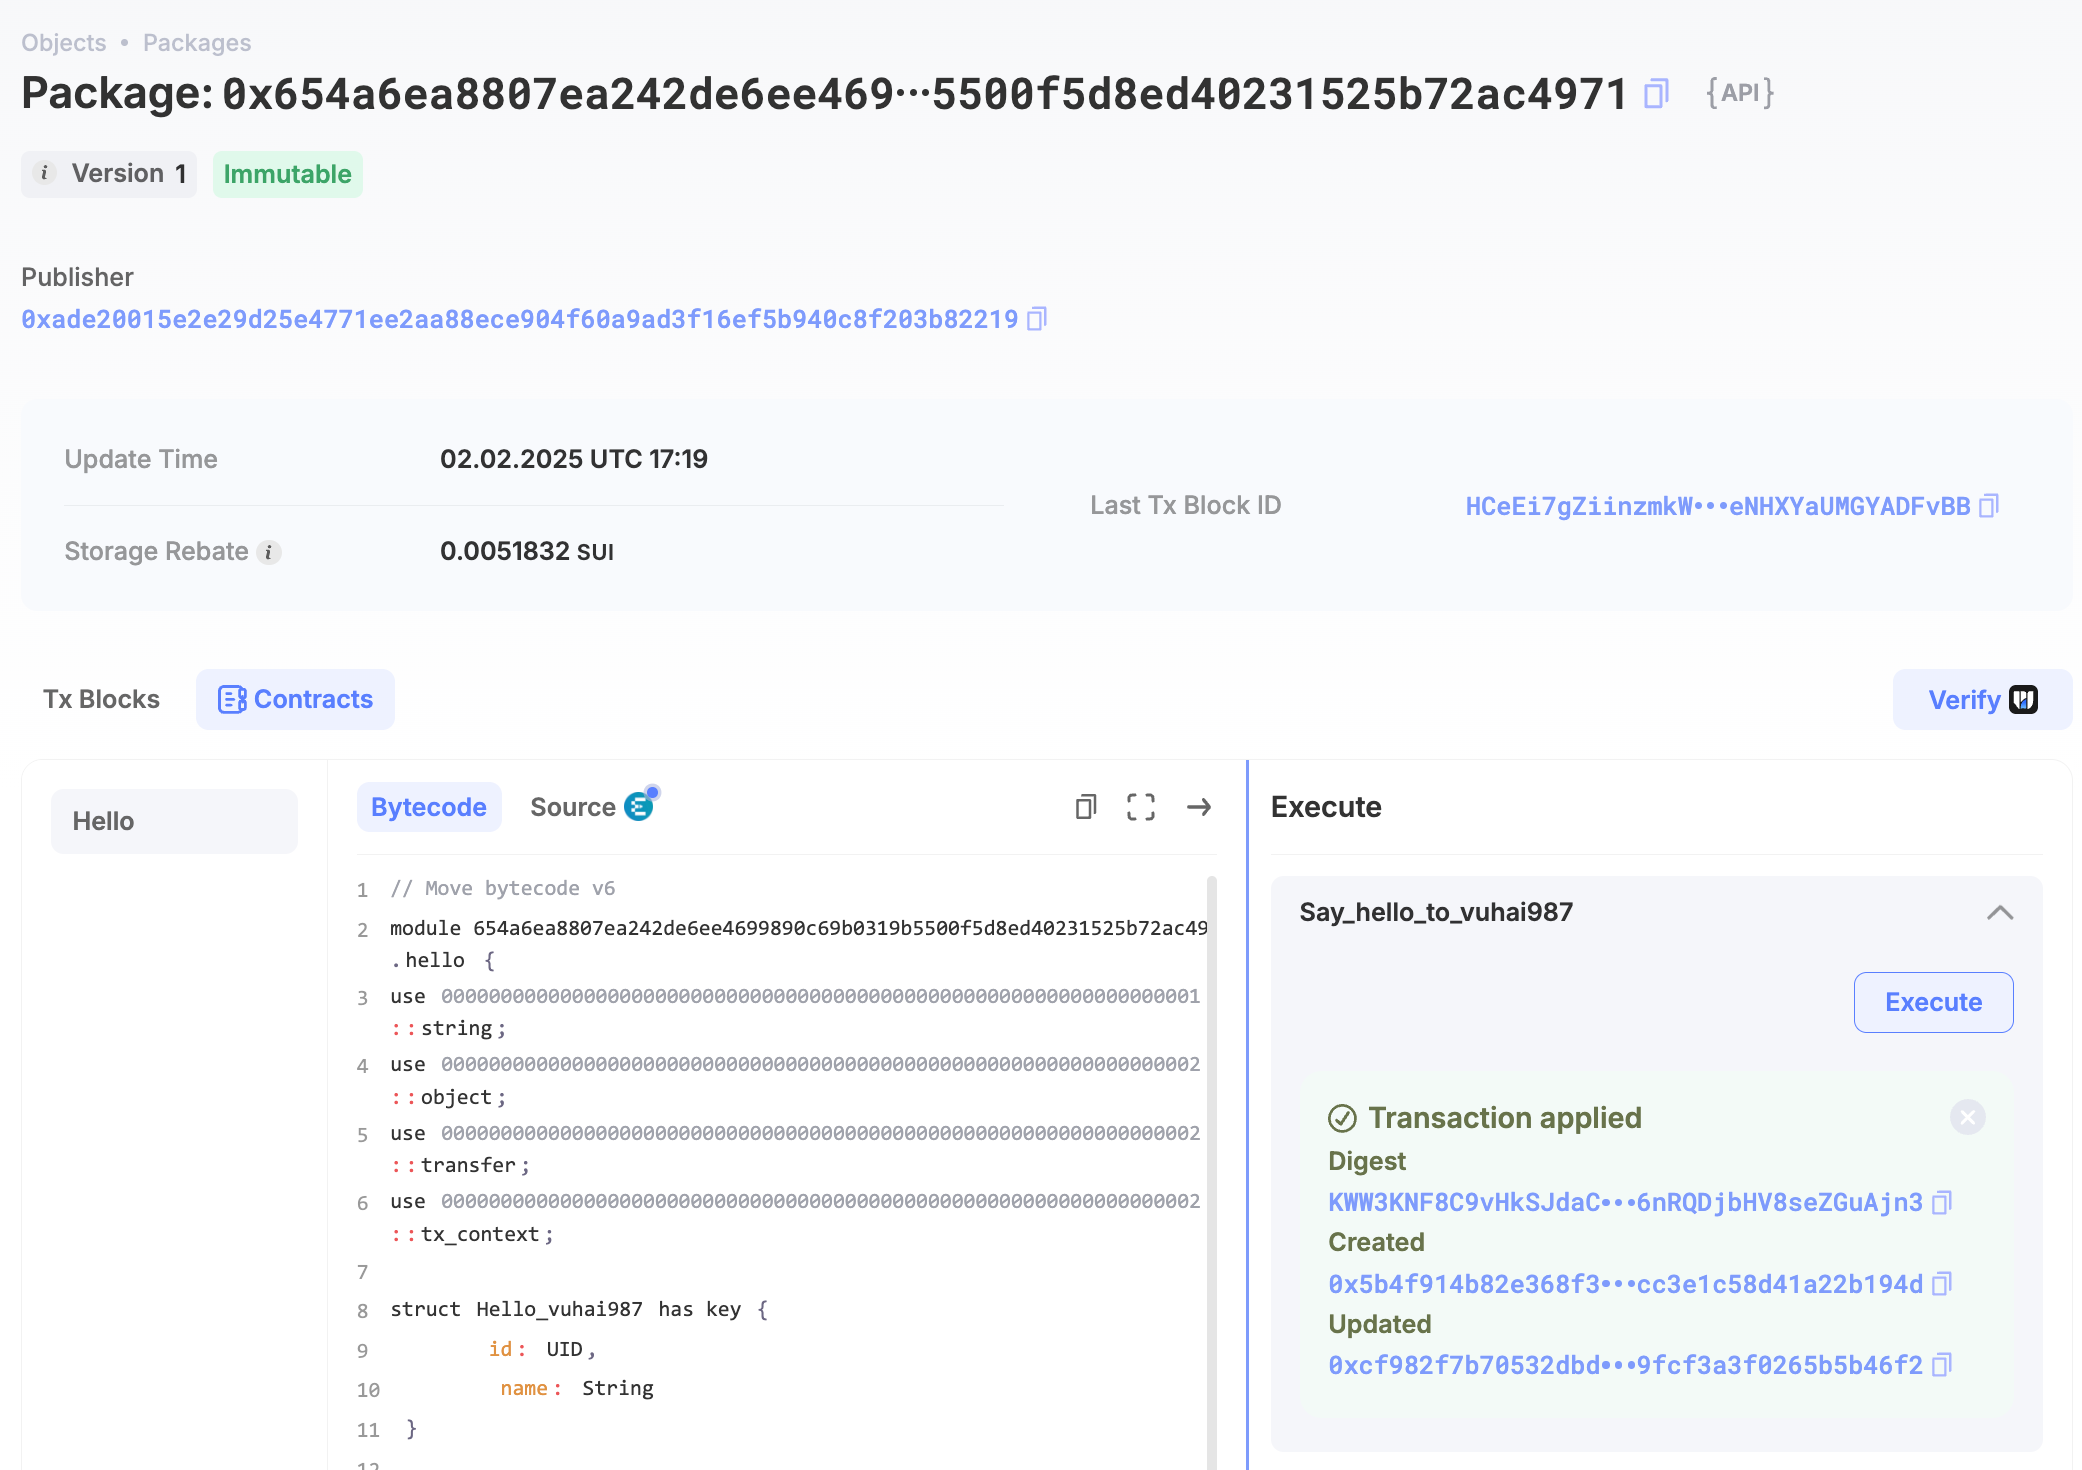 Objects • Packages
Package: 0x654a6ea8807ea242de6ee469···5500f5d8ed40231525b72ac4971 {API}
i Version 1 Immutable
Publisher
0xade20015e2e29d25e4771ee2aa88ece904f60a9ad3f16ef5b940c8f203b82219
Update Time 02.02.2025 UTC 17:19
Last Tx Block ID HCeEi7gZiinzmkW•••eNHXYaUMGYADFvBB
Storage Rebate i 0.0051832 SUI
Tx Blocks Contracts Verify
Hello
Bytecode Source
1 // Move bytecode v6
2 module 654a6ea8807ea242de6ee4699890c69b0319b5500f5d8ed40231525b72ac49
.hello {
3 use 0000000000000000000000000000000000000000000000000000000000000001
::string;
4 use 0000000000000000000000000000000000000000000000000000000000000002
::object;
5 use 0000000000000000000000000000000000000000000000000000000000000002
::transfer;
6 use 0000000000000000000000000000000000000000000000000000000000000002
::tx_context;
7
8 struct Hello_vuhai987 has key {
9 id: UID,
10 name: String
11 }
12
Execute
Say_hello_to_vuhai987
Execute
Transaction applied
Digest
KWW3KNF8C9vHkSJdaC•••6nRQDjbHV8seZGuAjn3
Created
0x5b4f914b82e368f3•••cc3e1c58d41a22b194d
Updated
0xcf982f7b70532dbd•••9fcf3a3f0265b5b46f2